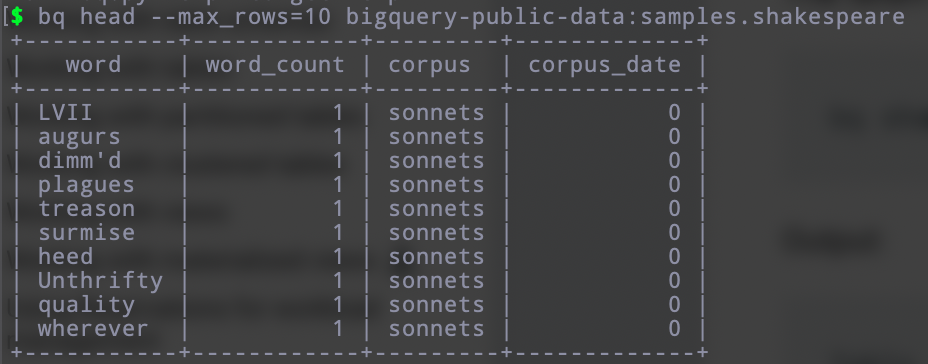 $ bq head --max_rows=10 bigquery-public-data:samples.shakespeare
+-----------+------------+---------+-------------+
|   word    | word_count | corpus  | corpus_date |
+-----------+------------+---------+-------------+
| LVII      |          1 | sonnets |           0 |
| augurs    |          1 | sonnets |           0 |
| dimm'd    |          1 | sonnets |           0 |
| plagues   |          1 | sonnets |           0 |
| treason   |          1 | sonnets |           0 |
| surmise   |          1 | sonnets |           0 |
| heed      |          1 | sonnets |           0 |
| Unthrifty |          1 | sonnets |           0 |
| quality   |          1 | sonnets |           0 |
| wherever  |          1 | sonnets |           0 |
+-----------+------------+---------+-------------+